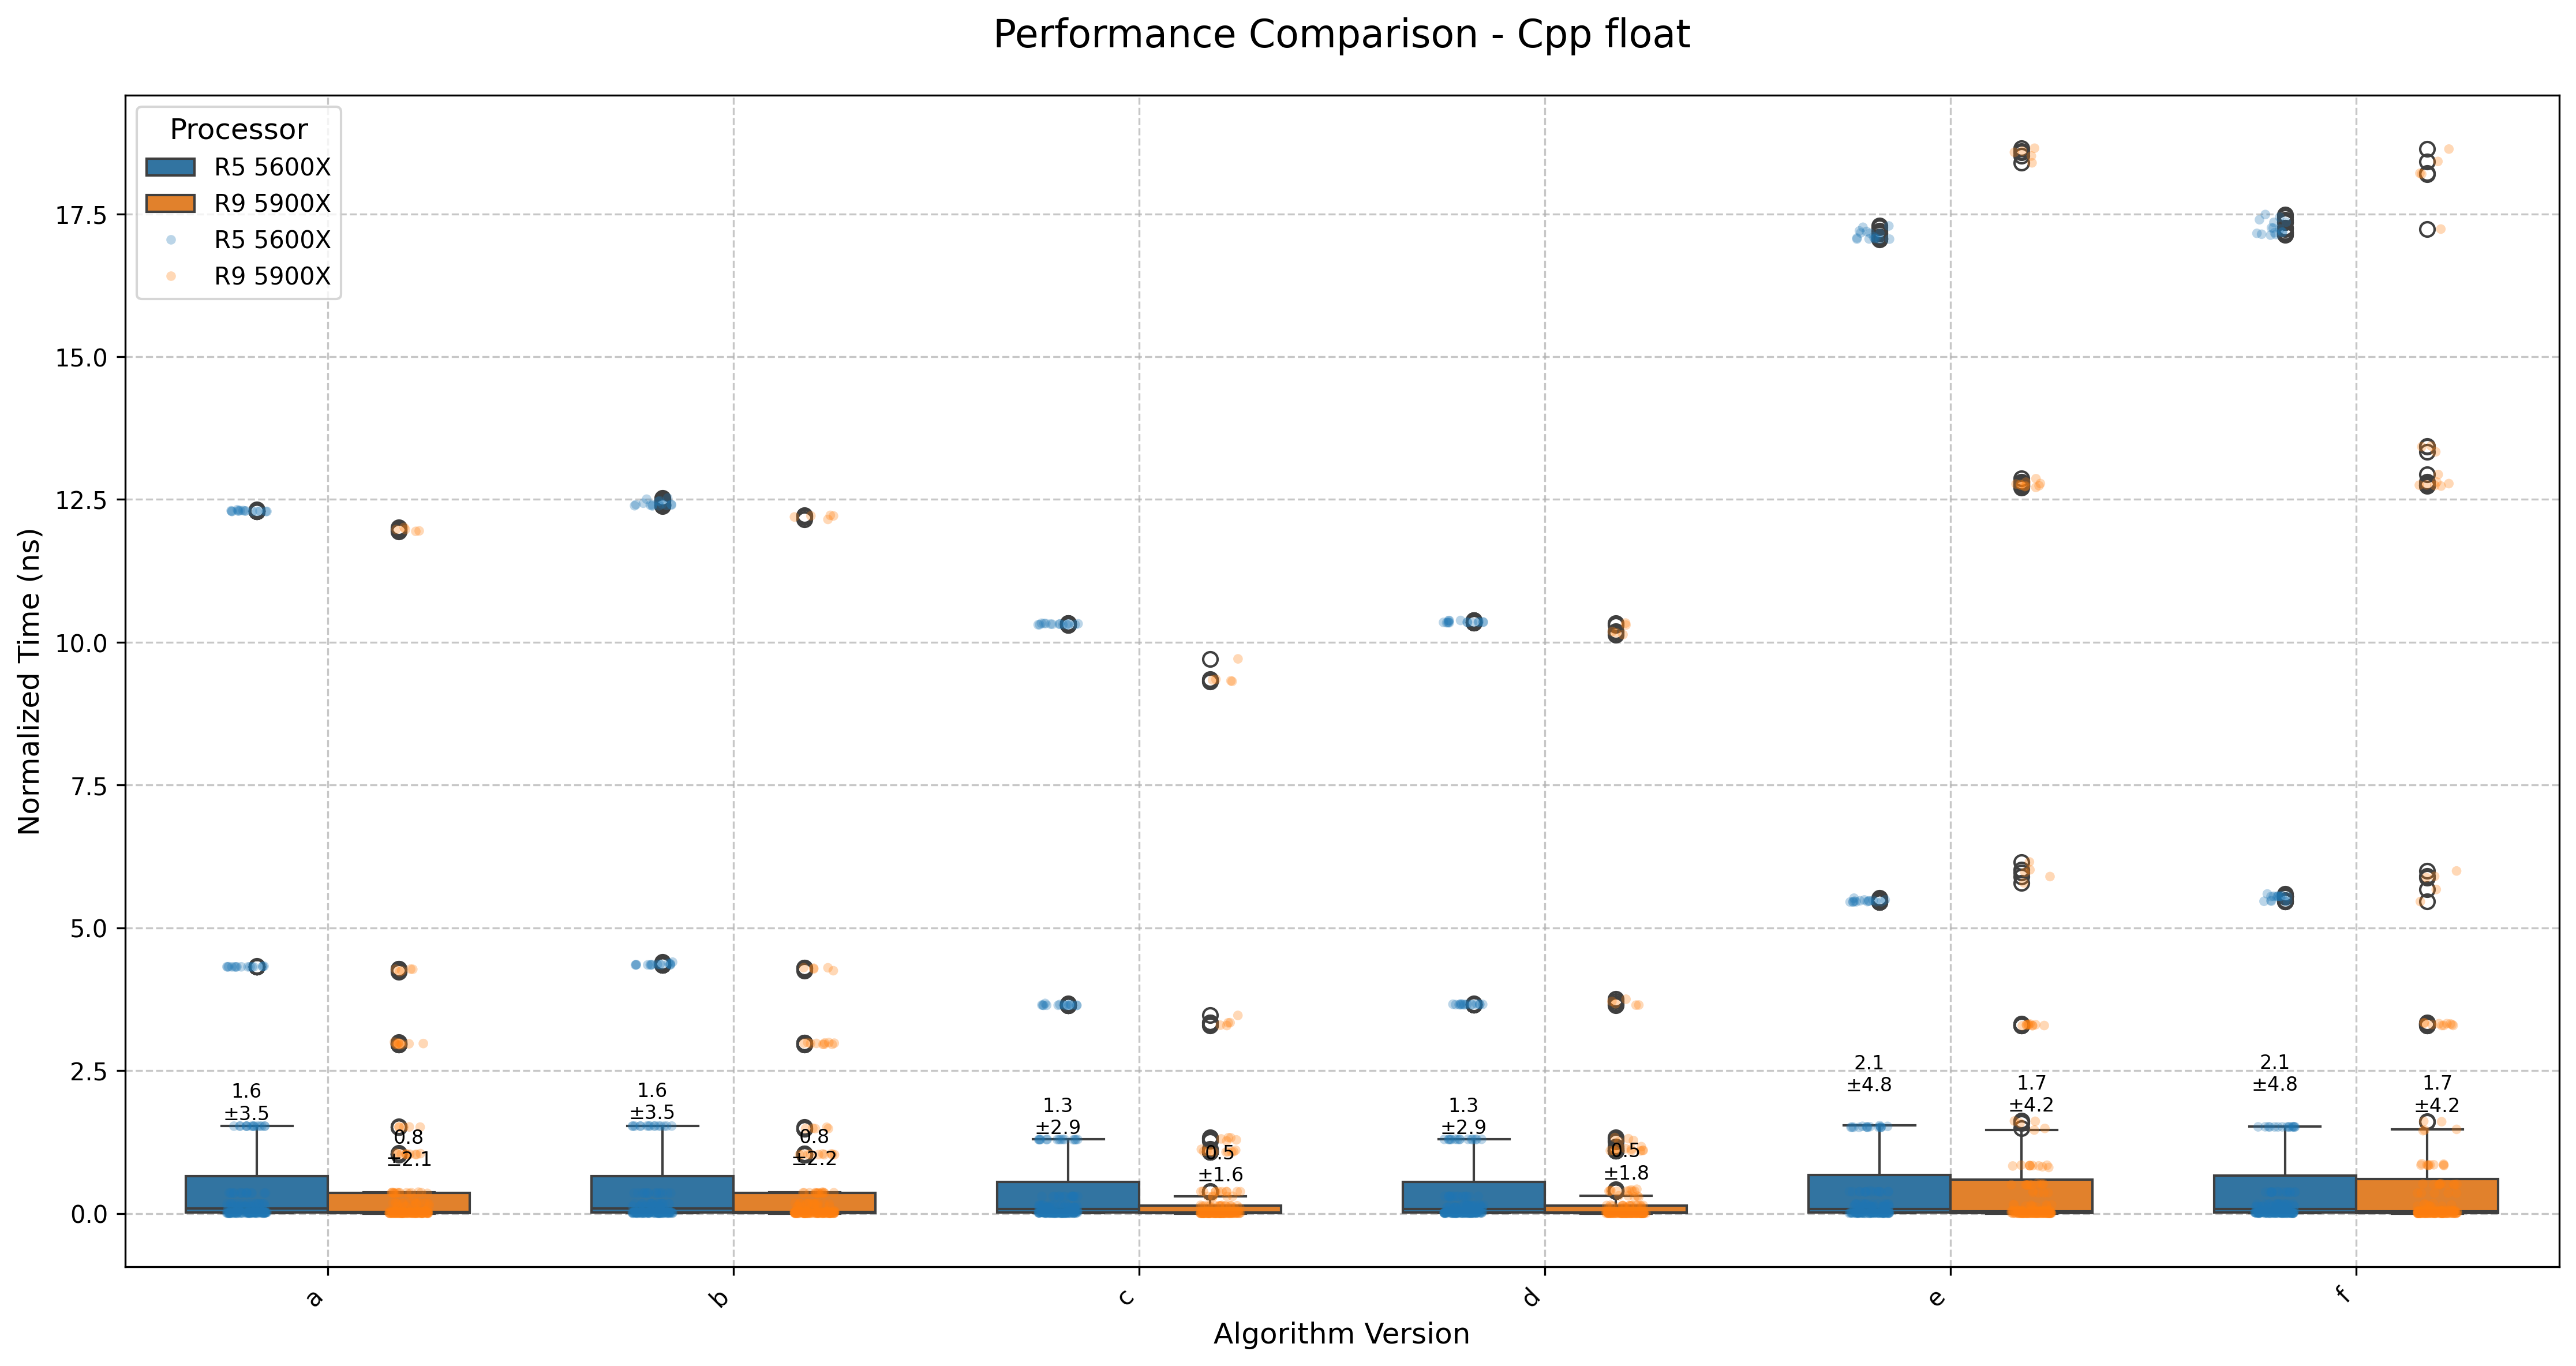 Performance Comparison - Cpp float
Processor
R5 5600X
R9 5900X
R5 5600X
R9 5900X
Normalized Time (ns)
17.5
15.0
12.5
10.0
7.5
5.0
2.5
0.0
1.6
±3.5
0.8
±2.1
1.6
±3.5
0.8
±2.2
1.3
±2.9
0.5
±1.6
1.3
±2.9
0.5
±1.8
2.1
±4.8
1.7
±4.2
2.1
±4.8
1.7
±4.2
a
b
c
d
e
f
Algorithm Version